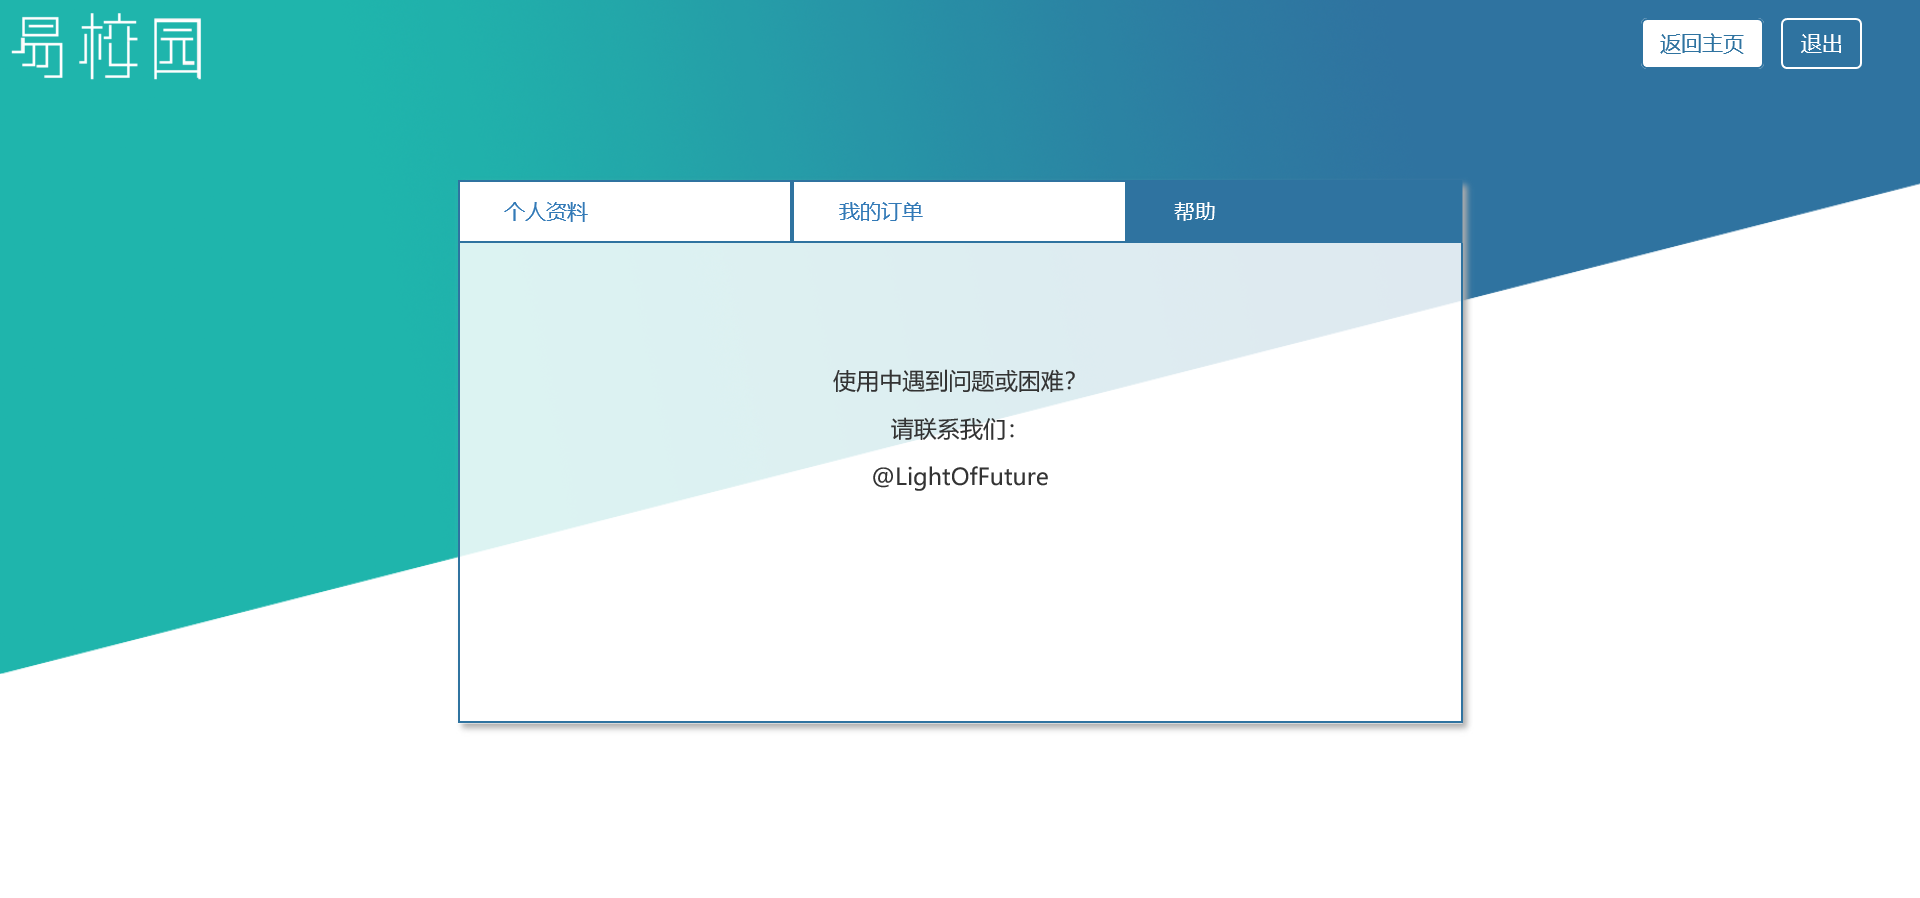 易校园
返回主页
退出
个人资料
我的订单
帮助
使用中遇到问题或困难？
请联系我们：
@LightOfFuture